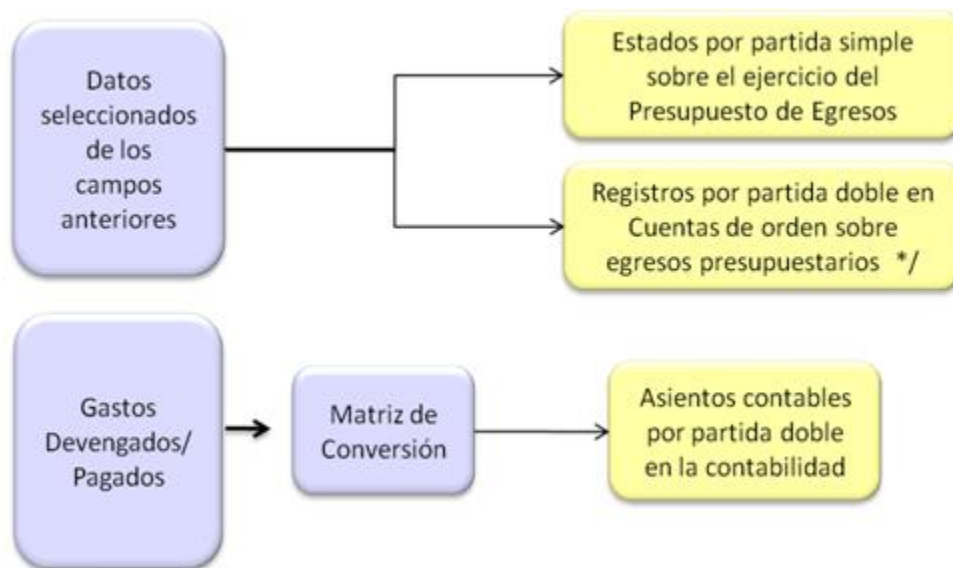 Datos
seleccionados
de los
campos
anteriores
Estados por partida simple
sobre el ejercicio del
Presupuesto de Egresos
Registros por partida doble en
Cuentas de orden sobre
egresos presupuestarios */
Gastos
Devengados/
Pagados
Matriz de
Conversión
Asientos contables
por partida doble
en la contabilidad